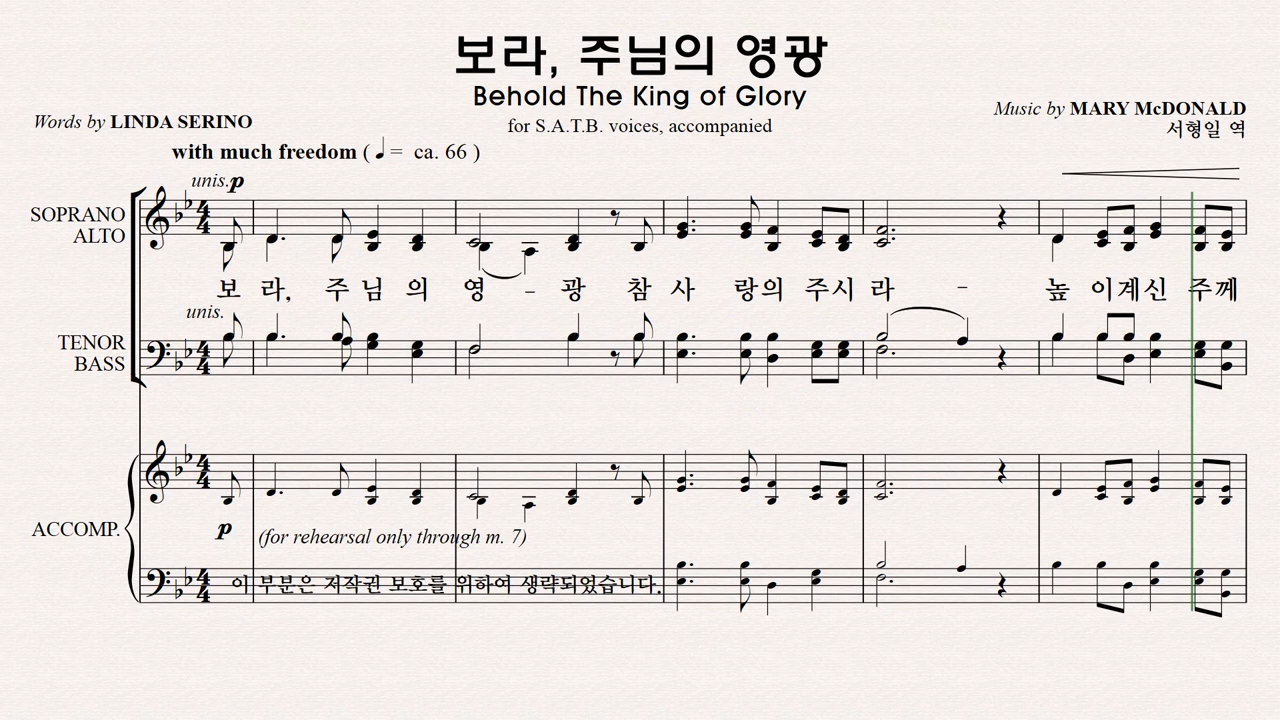 보라, 주님의 영광
Behold The King of Glory
Words by LINDA SERINO
for S.A.T.B. voices, accompanied
Music by MARY McDONALD
서형일 역
with much freedom ( ♩ = ca. 66 )
unis. p
SOPRANO
ALTO
보 라, 주 님 의 영 - 광 참 사 랑의 주시 라 - 높 이계신 주께
unis.
TENOR
BASS
ACCOMP.
p
(for rehearsal only through m. 7)
이 부분은 저작권 보호를 위하여 생략되었습니다.